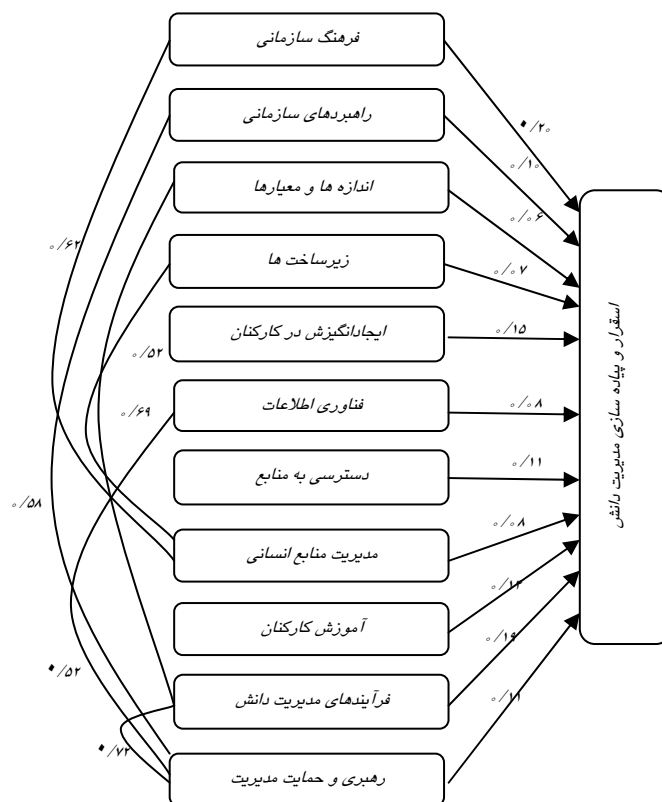 فرهنگ سازمانی
راهبردهای سازمانی
اندازه ها و معیارها
زیرساخت ها
ایجادانگیزش در کارکنان
فناوری اطلاعات
دسترسی به منابع
مدیریت منابع انسانی
آموزش کارکنان
فرآیندهای مدیریت دانش
رهبری و حمایت مدیریت
استقرار و پیاده سازی مدیریت دانش
۰/۲۰
۰/۱۰
۰/۰۶
۰/۰۷
۰/۱۵
۰/۰۸
۰/۱۱
۰/۰۸
۰/۱۴
۰/۱۹
۰/۱۱
۰/۶۲
۰/۵۲
۰/۶۹
۰/۵۸
۰/۵۲
۰/۷۲